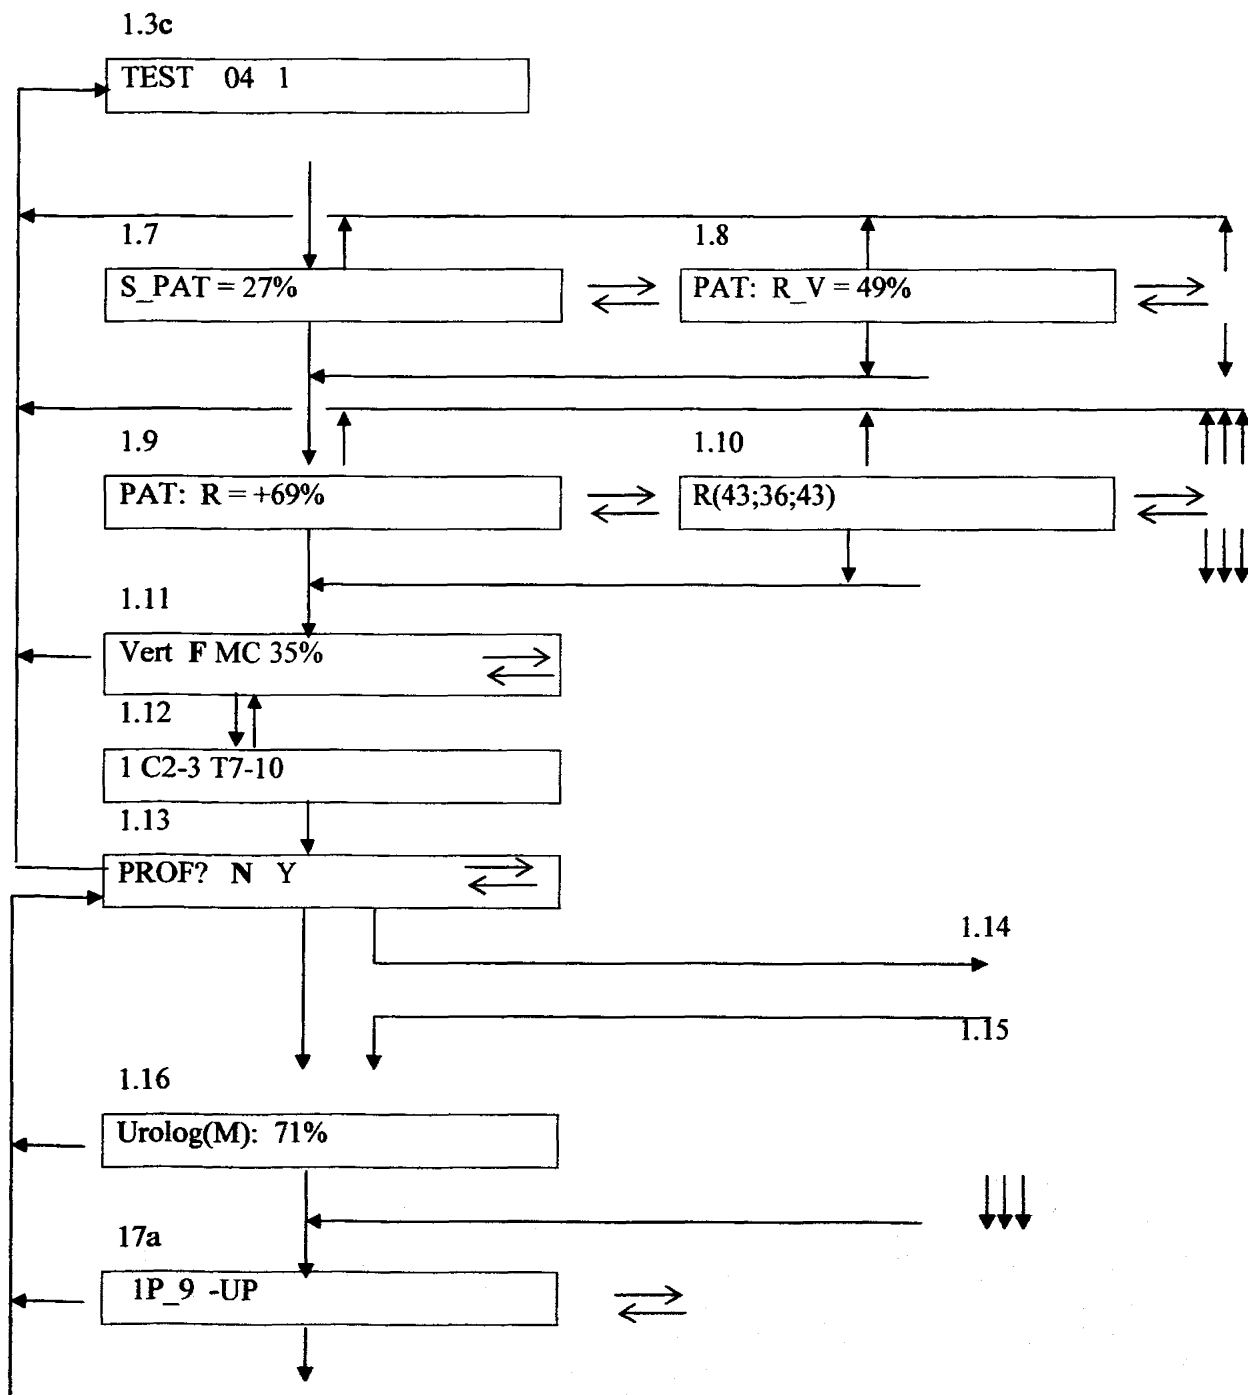 1.3c
TEST 04 1
1.7
1.8
S_PAT = 27%
PAT: R_V = 49%
1.9
1.10
PAT: R = +69%
R(43;36;43)
1.11
Vert F MC 35%
1.12
1 C2-3 T7-10
1.13
PROF? N Y
1.14
1.15
1.16
Urolog(M): 71%
17a
1P_9 -UP